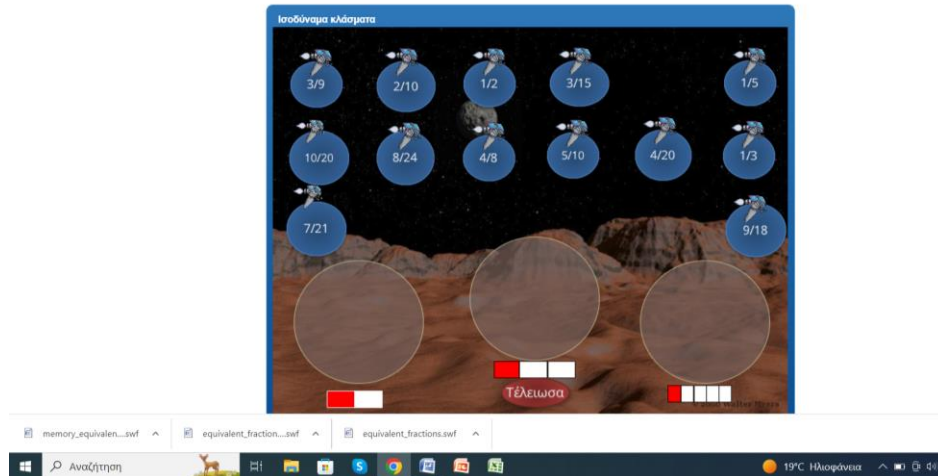 Ισοδύναμα κλάσματα
3/9 2/10 1/2 3/15 1/5
10/20 8/24 4/8 5/10 4/20 1/3
7/21 9/18
Τέλειωσα
memory_equivalen....swf equivalent_fraction....swf equivalent_fractions.swf
Αναζήτηση 19°C Ηλιοφάνεια